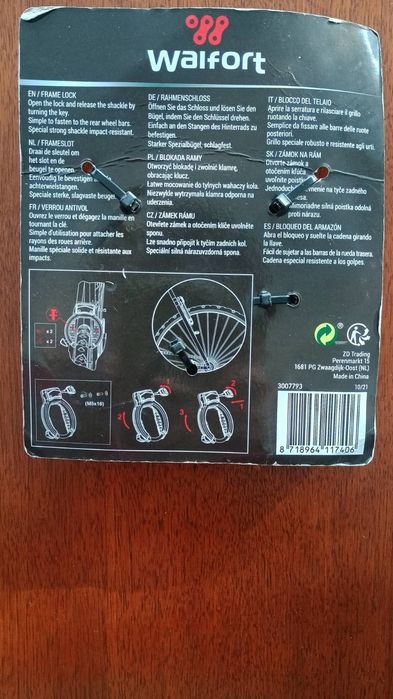 Walfort
EN / FRAME LOCK
Open the lock and release the shackle by
turning the key.
Simple to fasten to the rear wheel bars.
Special strong shackle impact-resistant.
NL / FRAMESLOT
Draai de sleutel om
het slot en de
beugel te openen.
Eenvoudig te bevestigen
achterwielstangen.
Speciale sterke, slagvaste beugel.
FR / VERROU ANTIVOL
Ouvrez le verrou et dégagez la manille en
tournant la clé.
Simple d'utilisation pour attacher les
rayons des roues arrière.
Manille spéciale solide et résistante aux
impacts.
DE / RAHMENSCHLOSS
Öffnen Sie das Schloss und lösen Sie den
Bügel, indem Sie den Schlüssel drehen.
Einfach an den Stangen des Hinterrads zu
befestigen.
Starker Spezialbügel, schlagfest.
PL / BLOKADA RAMY
Otworzyć blokadę i zwolnić klamrę,
obracając klucz.
Łatwe mocowanie do tylnych wahaczy koła.
Niezwykle wytrzymała klamra odporna na
uderzenia.
CZ / ZÁMEK RÁMU
Otevřete zámek a otočením klíče uvolněte
sponu.
Lze snadno připojit k tyčím zadních kol.
Speciální silná nárazuvzdorná spona.
IT / BLOCCO DEL TELAIO
Aprire la serratura e rilasciare il grillo
ruotando la chiave.
Semplice da fissare alle barre delle ruote
posteriori.
Grillo speciale robusto e resistente agli urti.
SK / ZÁMOK NA RÁM
Otvorte zámok a
otočením kľúča
uvoľnite
Jednoducho tyče zadného
kolesa.
Mimoriadne silná poistka odolná
proti nárazu.
ES / BLOQUEO DEL ARMAZÓN
Abra el bloqueo y suelte la cadena girando
la llave.
Fácil de sujetar a las barras de la rueda trasera.
Cadena especial resistente a los golpes.
x 2
x 2
(M5x16)
1
2
3
2
1
ZD Trading
Perenmarkt 15
1681 PG Zwaagdijk-Oost (NL)
Made in China
3007793
10/21
8 718964 117406